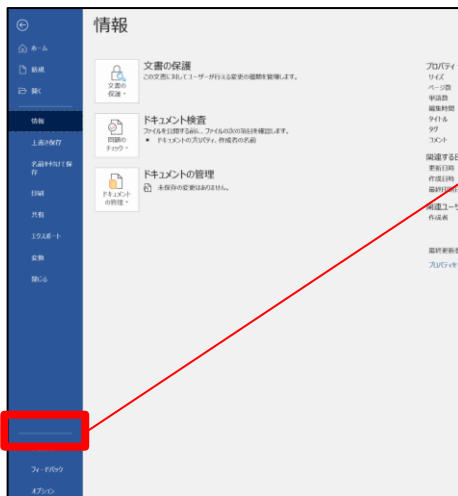 情報
ホーム
新規
開く
情報
上書き保存
名前を付けて保
存
印刷
共有
エクスポート
変換
閉じる
フィードバック
オプション
文書の
保護
文書の保護
この文書に対してユーザーが行える変更の種類を管理します。
問題の
チェック
ドキュメント検査
ファイルを公開する前に、ファイルの次の項目を確認します。
ドキュメントのプロパティ、作成者の名前
ドキュメント
の管理
ドキュメントの管理
未保存の変更はありません。
プロパティ
サイズ
ページ数
単語数
編集時間
タイトル
タグ
コメント
関連する日
更新日時
作成日時
最終印刷日
関連ユーザ
作成者
最終更新者
プロパティを